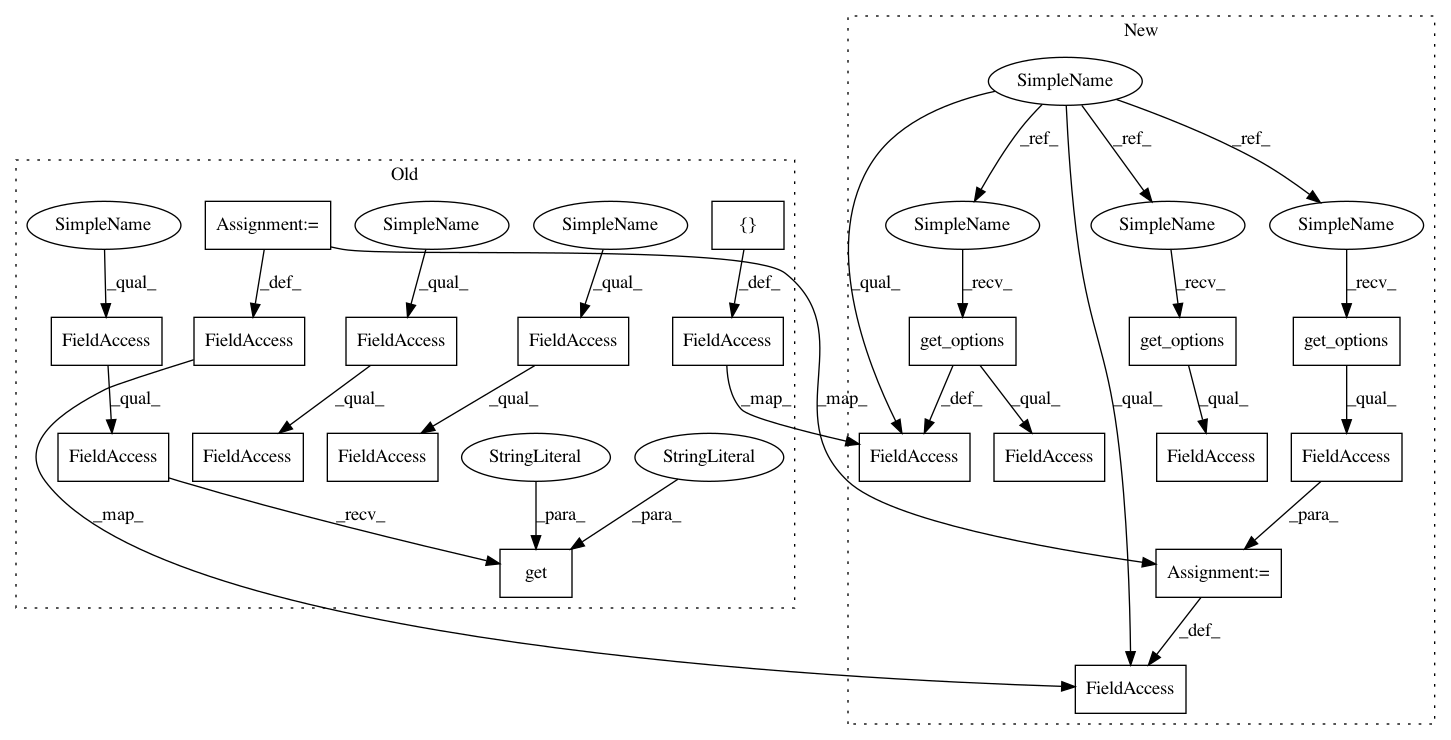 New
SimpleName
Old
_ref_ _ref_ _ref_
SimpleName Assignment:= SimpleName SimpleName {} SimpleName SimpleName SimpleName
_qual_ _def_ _qual_ _qual_ _def_ _qual_ _recv_ _recv_ _recv_
FieldAccess FieldAccess FieldAccess FieldAccess FieldAccess get_options get_options get_options
_qual_ _qual_ _qual_ _map_ _map_ _def_ _qual_ _qual_ _qual_ _qual_
FieldAccess FieldAccess FieldAccess StringLiteral StringLiteral FieldAccess FieldAccess FieldAccess FieldAccess
_map_ _recv_ _para_ _para_ _para_
get Assignment:=
_def_
FieldAccess